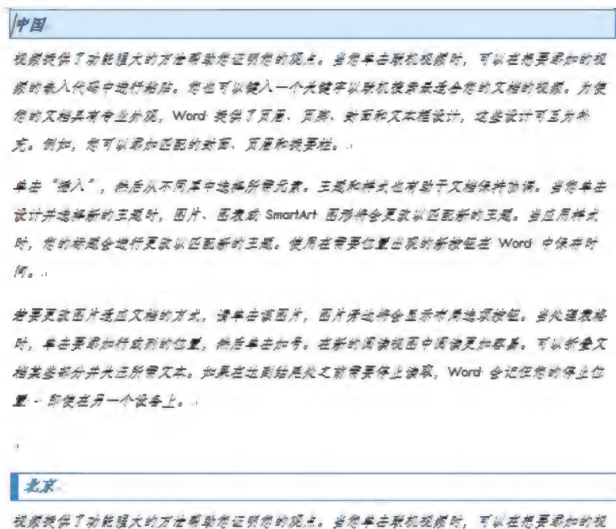 中国
视频提供了功能强大的方法帮助您证明您的观点。当您单击联机视频时，可以在想要添加的视
频的嵌入代码中进行粘贴。您也可以键入一个关键字以联机搜索最适合您的文档的视频。为使
您的文档具有专业外观，Word 提供了页眉、页脚、封面和文本框设计，这些设计可互为补
充。例如，您可以添加匹配的封面、页眉和提要栏。
单击“插入”，然后从不同库中选择所需元素。主题和样式也有助于文档保持协调。当您单击
设计并选择新的主题时，图片、图表或 SmartArt 图形将会更改以匹配新的主题。当应用样式
时，您的标题会进行更改以匹配新的主题。使用在需要位置出现的新按钮在 Word 中保存时
间。
若要更改图片适应文档的方式，请单击该图片，图片旁边将会显示布局选项按钮。当处理表格
时，单击要添加行或列的位置，然后单击加号。在新的阅读视图中阅读更加容易。可以折叠文
档某些部分并关注所需文本。如果在达到结尾处之前需要停止读取，Word 会记住您的停止位
置 - 即使在另一个设备上。
北京
视频提供了功能强大的方法帮助您证明您的观点。当您单击联机视频时，可以在想要添加的视